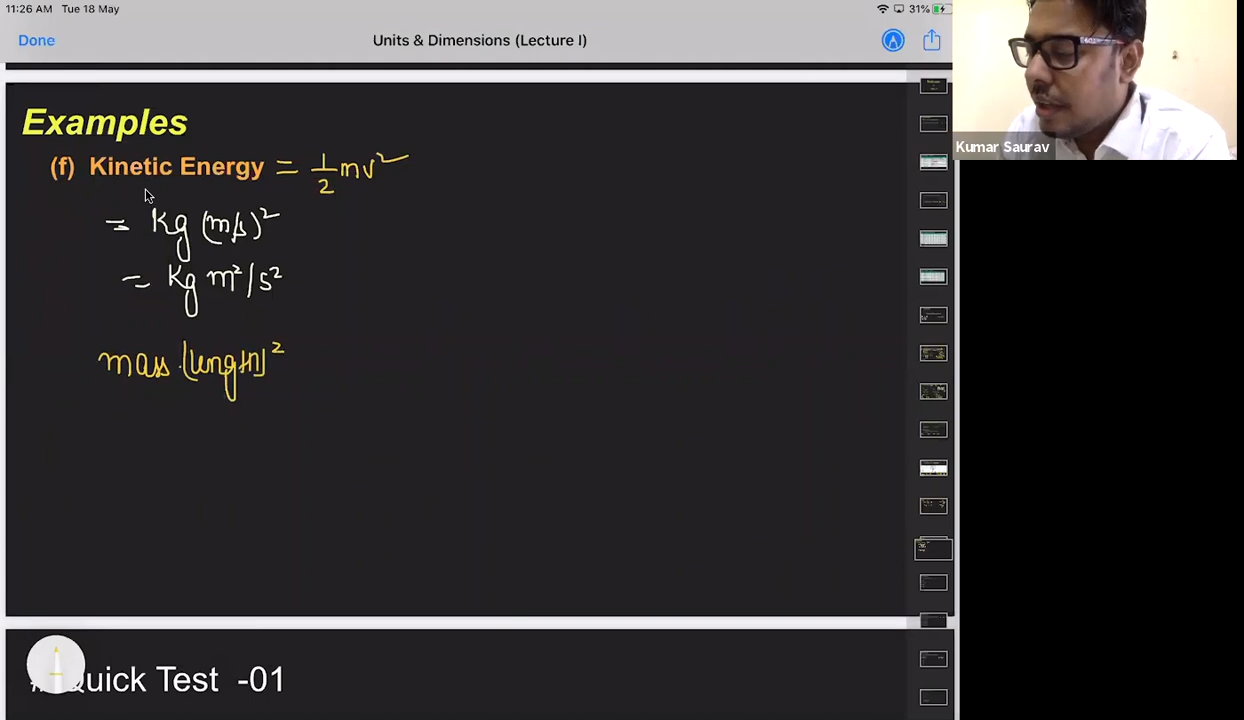 11:26 AM Tue 18 May
31%
Done
Units & Dimensions (Lecture I)
Kumar Saurav
Examples
(f) Kinetic Energy = 1/2 mv²
= Kg (m/s)²
= Kg m²/s²
mass.[length]²
Quick Test -01